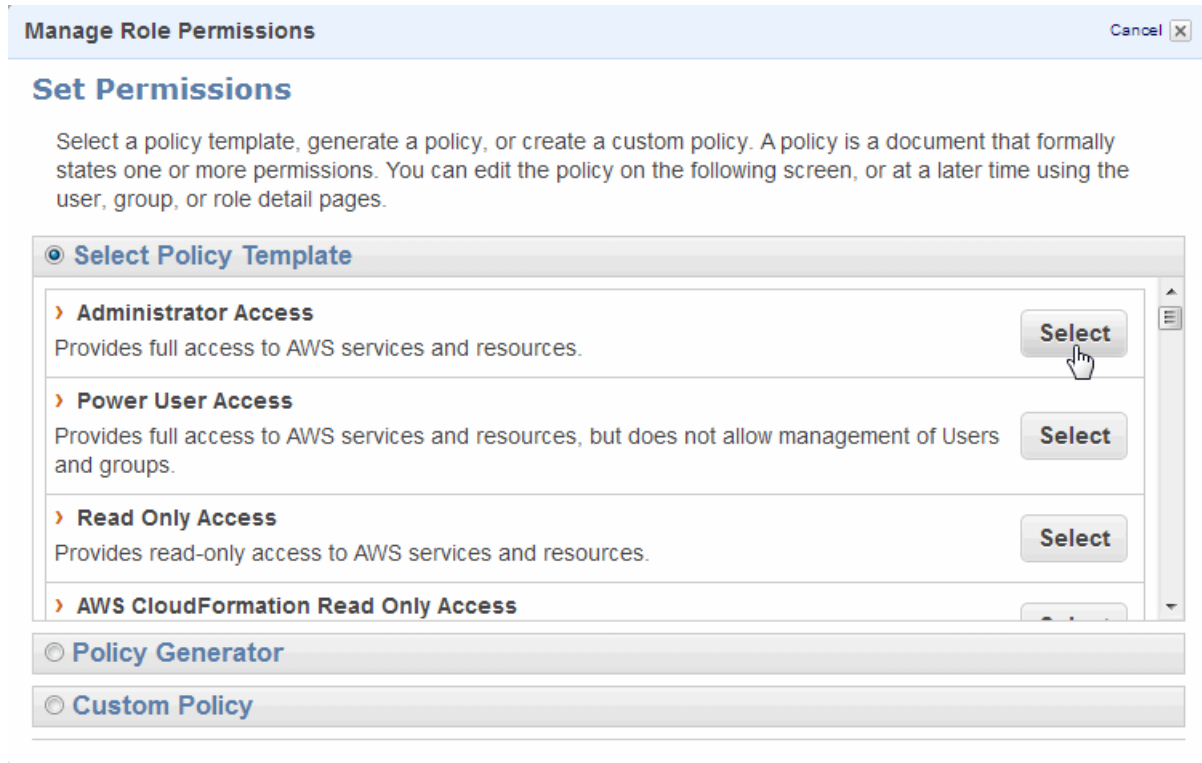 Manage Role Permissions
Cancel
Set Permissions
Select a policy template, generate a policy, or create a custom policy. A policy is a document that formally
states one or more permissions. You can edit the policy on the following screen, or at a later time using the
user, group, or role detail pages.
Select Policy Template
Administrator Access
Provides full access to AWS services and resources.
Select
Power User Access
Provides full access to AWS services and resources, but does not allow management of Users
and groups.
Select
Read Only Access
Provides read-only access to AWS services and resources.
Select
AWS CloudFormation Read Only Access
Policy Generator
Custom Policy